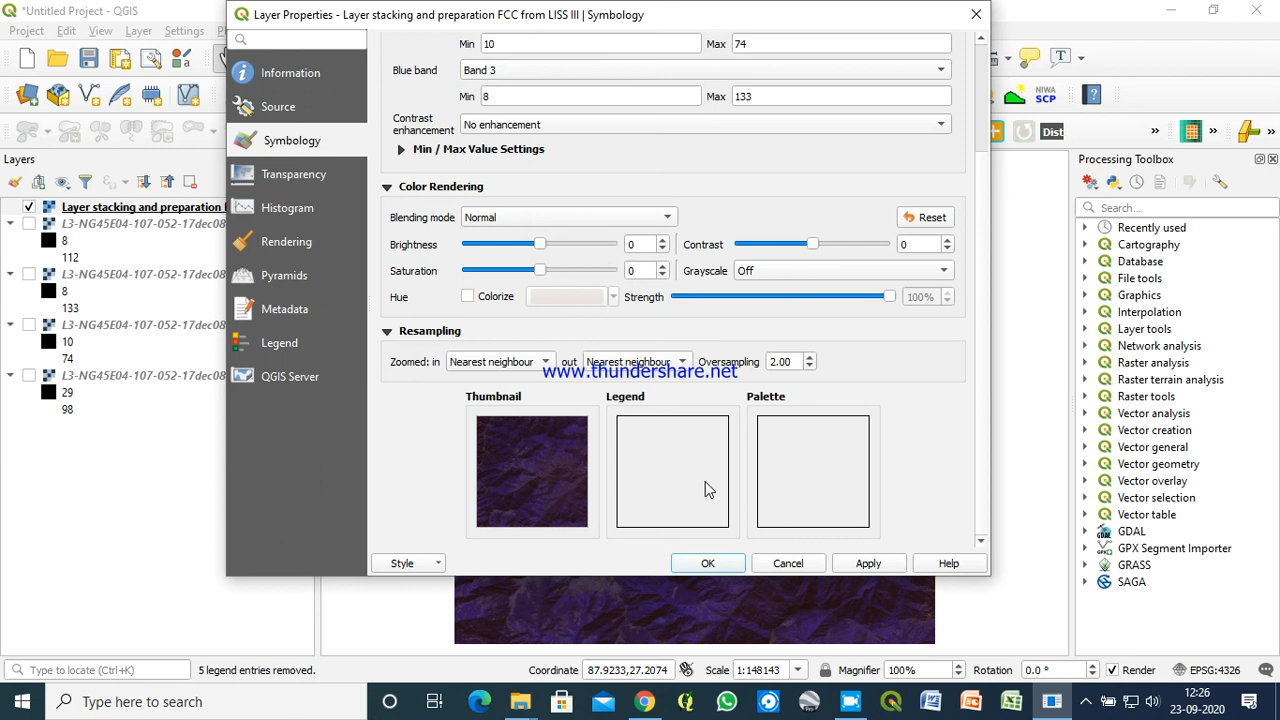 *Untitled Project - QGIS
Project Edit View Layer Settings
Layer Properties - Layer stacking and preparation FCC from LISS III | Symbology
Information
Source
Symbology
Transparency
Histogram
Rendering
Pyramids
Metadata
Legend
QGIS Server
Min 10 Max 74
Blue band Band 3
Min 8 Max 133
Contrast enhancement No enhancement
Min / Max Value Settings
Color Rendering
Blending mode Normal Reset
Brightness 0 Contrast 0
Saturation 0 Grayscale Off
Hue Colorize Strength 100%
Resampling
Zoomed: in Nearest neighbour out Nearest neighbour Oversampling 2.00
www.thundershare.net
Thumbnail Legend Palette
Style OK Cancel Apply Help
Layers
Layer stacking and preparation
L3-NG45E04-107-052-17dec08
8
112
L3-NG45E04-107-052-17dec08
8
133
L3-NG45E04-107-052-17dec08
10
74
L3-NG45E04-107-052-17dec08
29
98
T
NIWA
SCP
Dist
»
»
»
Processing Toolbox
Search...
Recently used
Cartography
Database
File tools
Graphics
Interpolation
Layer tools
Network analysis
Raster analysis
Raster terrain analysis
Raster tools
Vector analysis
Vector creation
Vector general
Vector geometry
Vector overlay
Vector selection
Vector table
GDAL
GPX Segment Importer
GRASS
SAGA
Type to locate (Ctrl+K) 5 legend entries removed. Coordinate 87.9233,27.2074 Scale 1:148143 Magnifier 100% Rotation 0.0 ° Render EPSG:4326
Type here to search
12:26
23-09-2020